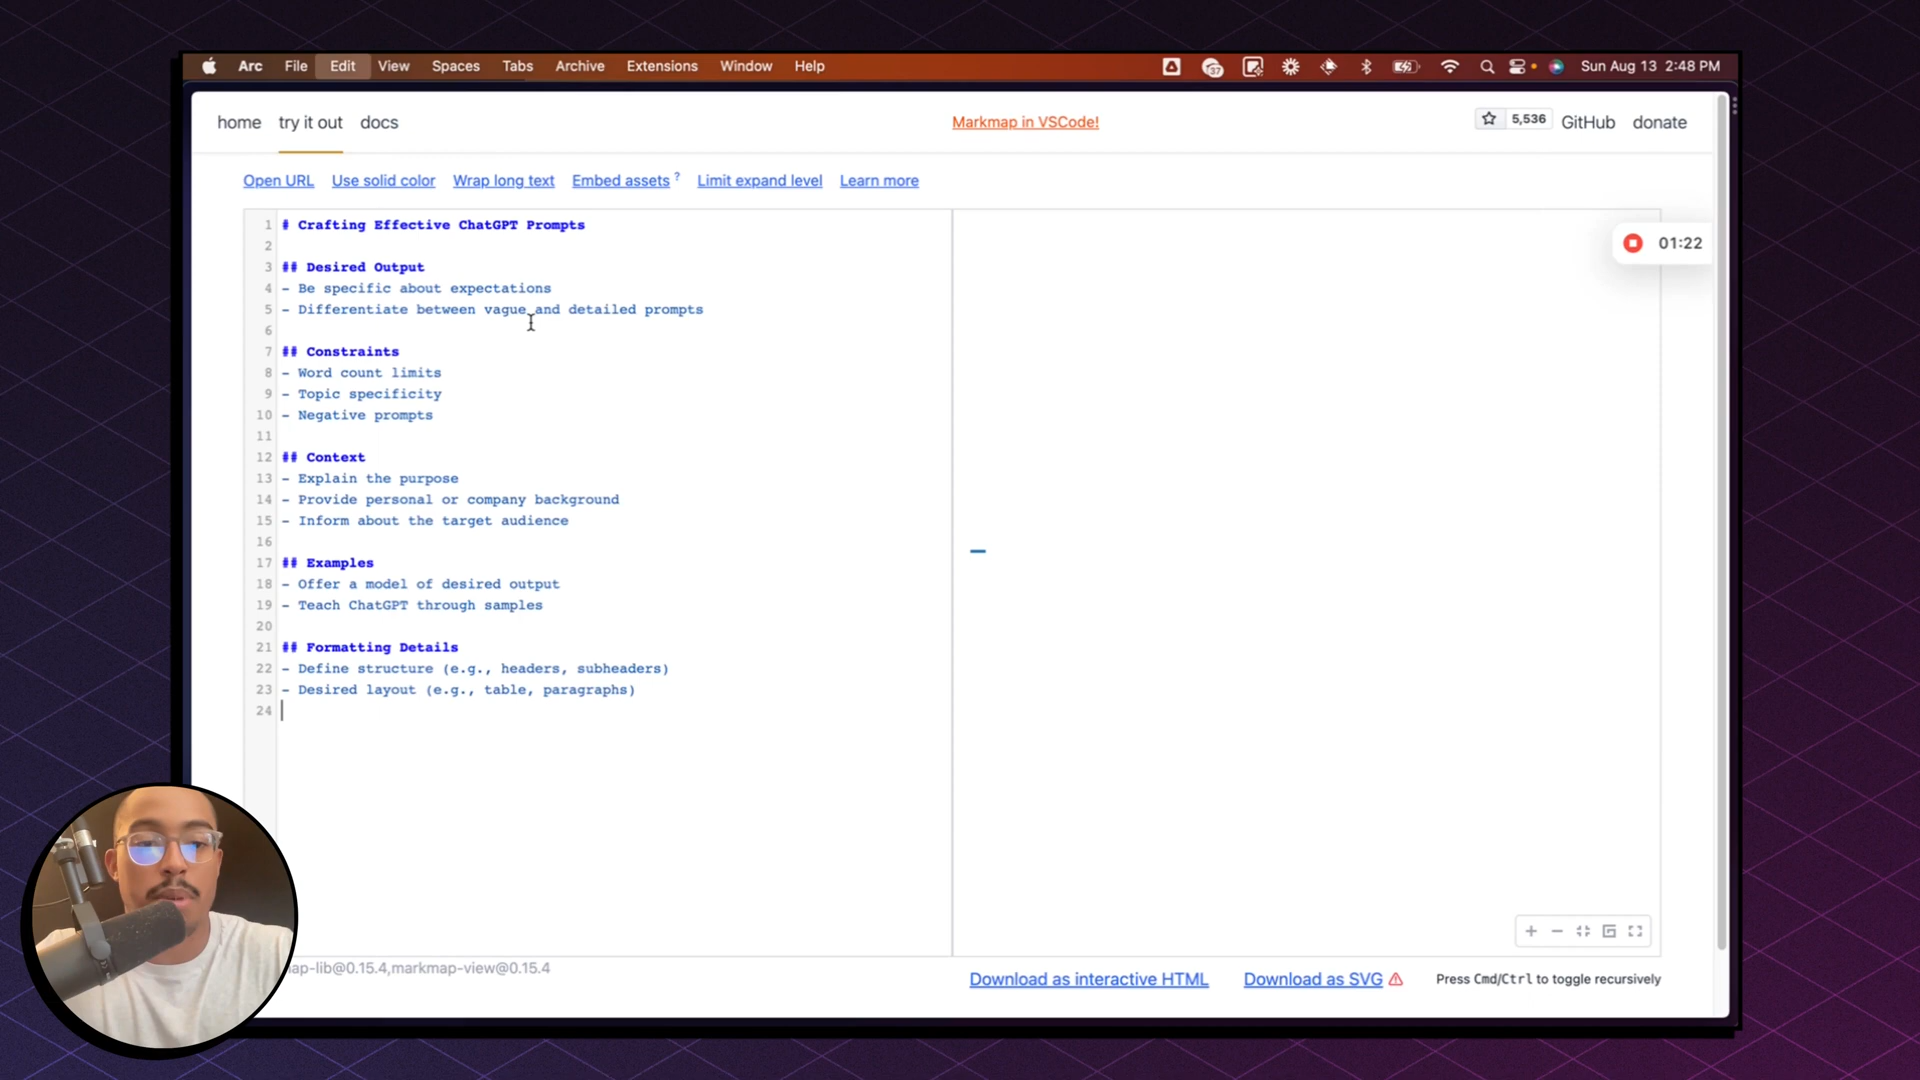 Arc File Edit View Spaces Tabs Archive Extensions Window Help
37
Sun Aug 13 2:48 PM
home try it out docs
Markmap in VSCode!
5,536 GitHub donate
Open URL Use solid color Wrap long text Embed assets ? Limit expand level Learn more
1 # Crafting Effective ChatGPT Prompts
2
3 ## Desired Output
4 - Be specific about expectations
5 - Differentiate between vague and detailed prompts
6
7 ## Constraints
8 - Word count limits
9 - Topic specificity
10 - Negative prompts
11
12 ## Context
13 - Explain the purpose
14 - Provide personal or company background
15 - Inform about the target audience
16
17 ## Examples
18 - Offer a model of desired output
19 - Teach ChatGPT through samples
20
21 ## Formatting Details
22 - Define structure (e.g., headers, subheaders)
23 - Desired layout (e.g., table, paragraphs)
24
01:22
ap-lib@0.15.4,markmap-view@0.15.4
Download as interactive HTML Download as SVG Press Cmd/Ctrl to toggle recursively